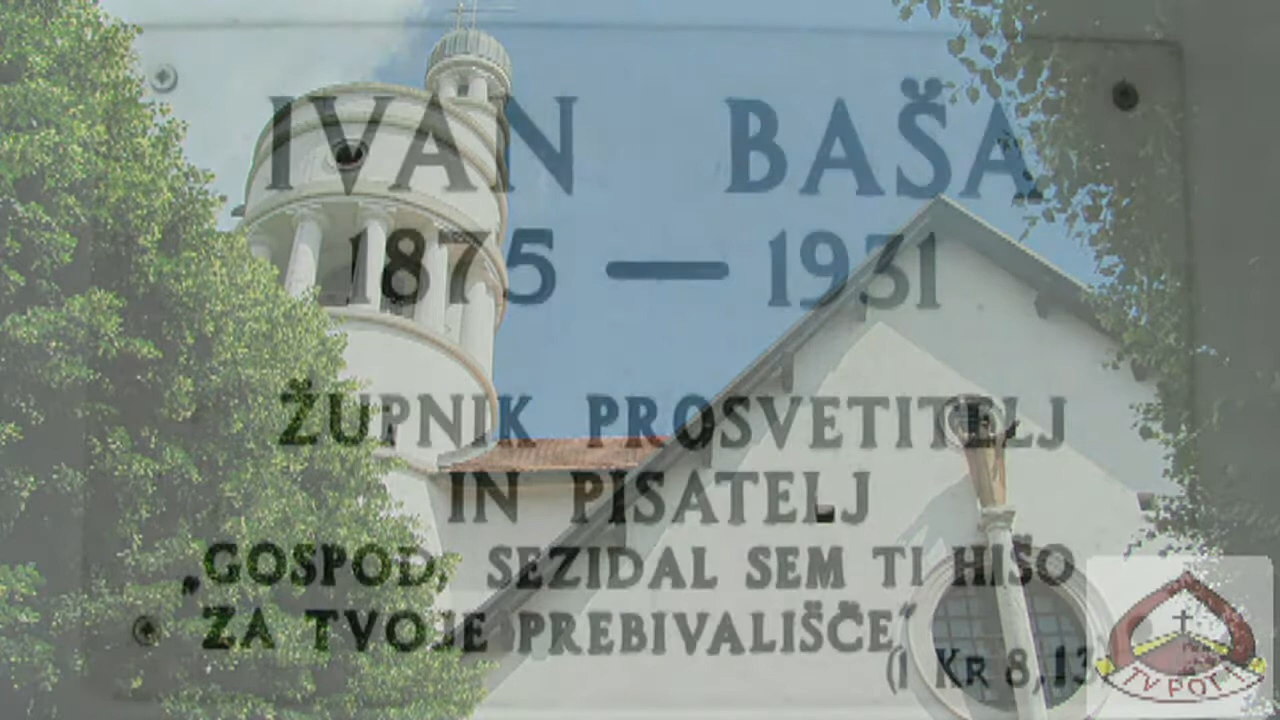 IVAN BAŠA
1875 — 1931
ŽUPNIK PROSVETITELJ
IN PISATELJ
„GOSPOD, SEZIDAL SEM TI HIŠO
ZA TVOJE PREBIVALIŠČE”
(1 KR 8,13
TV